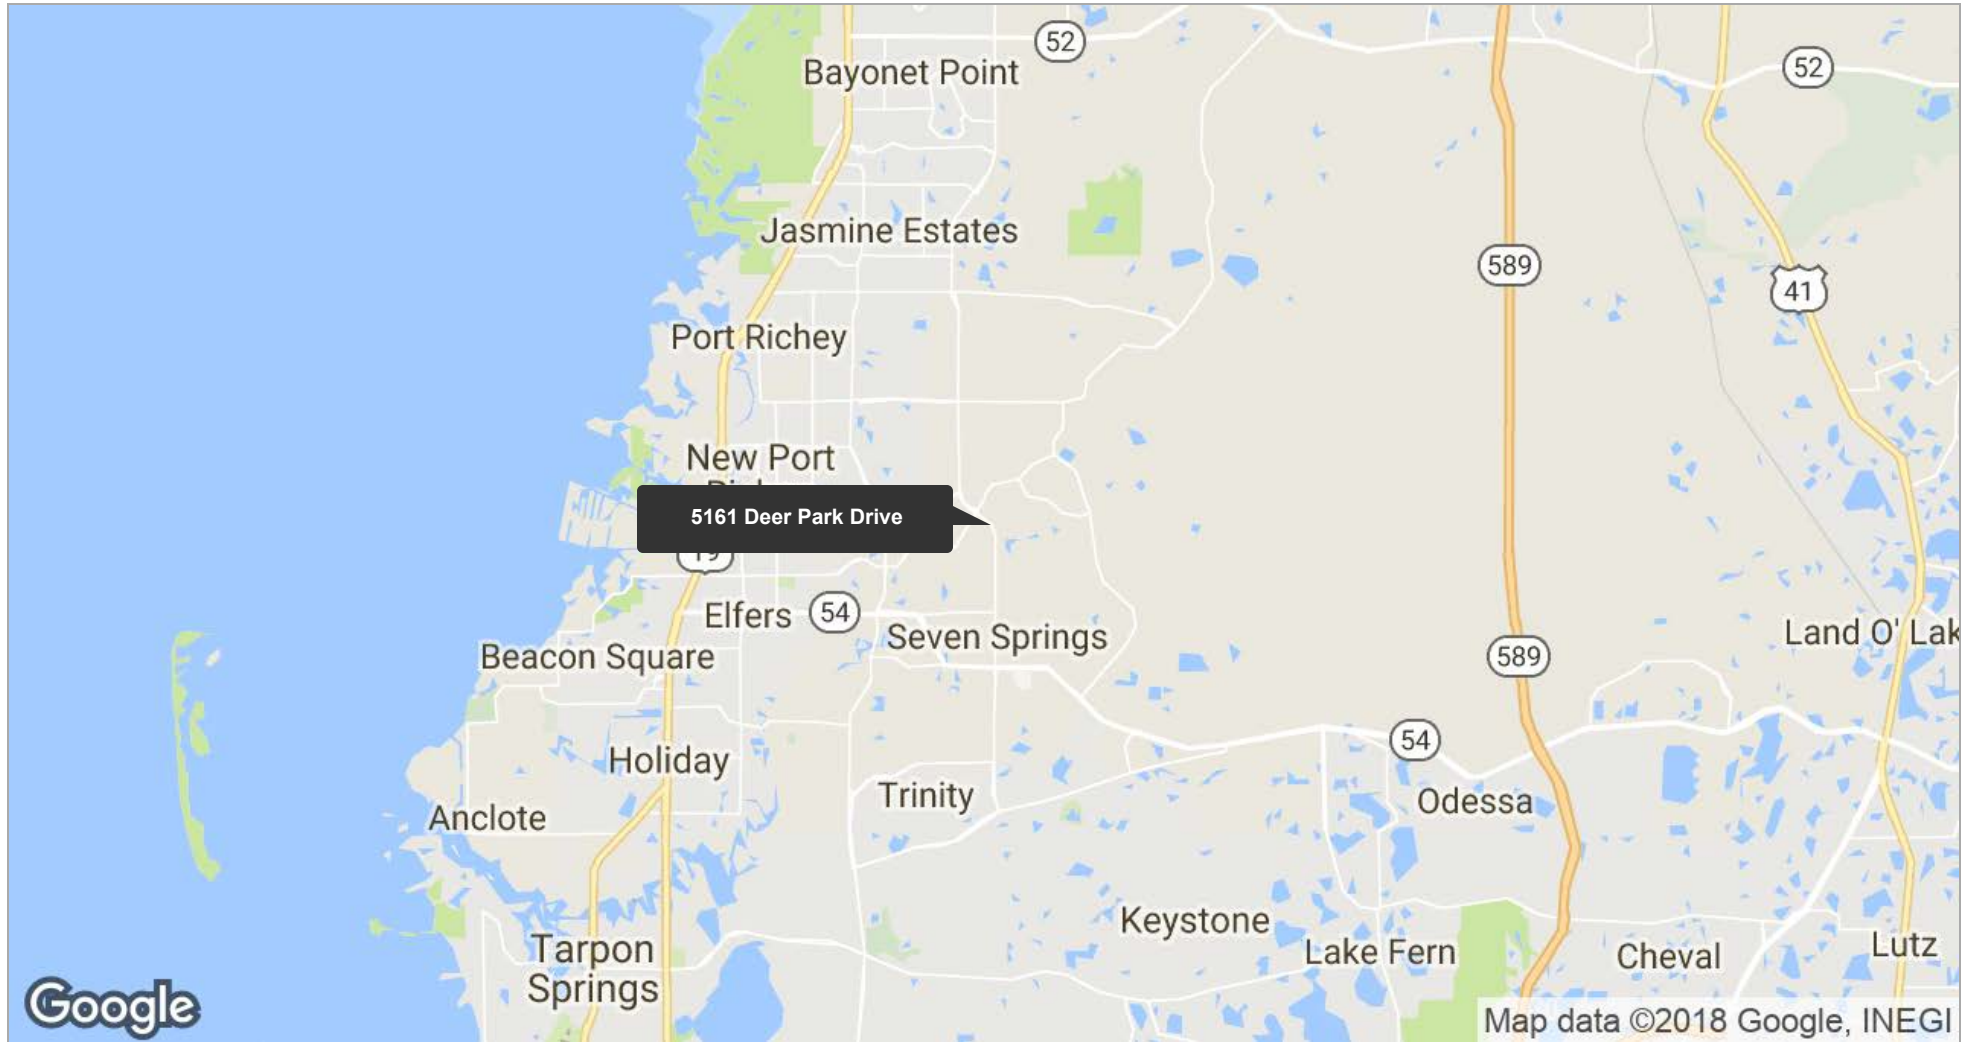 52
Bayonet Point
52
Jasmine Estates
589
41
Port Richey
New Port
5161 Deer Park Drive
19
Elfers
54
Seven Springs
Land O' Lak
Beacon Square
589
54
Holiday
Trinity
Odessa
Anclote
Keystone
Tarpon
Springs
Lake Fern
Cheval
Lutz
Google
Map data ©2018 Google, INEGI